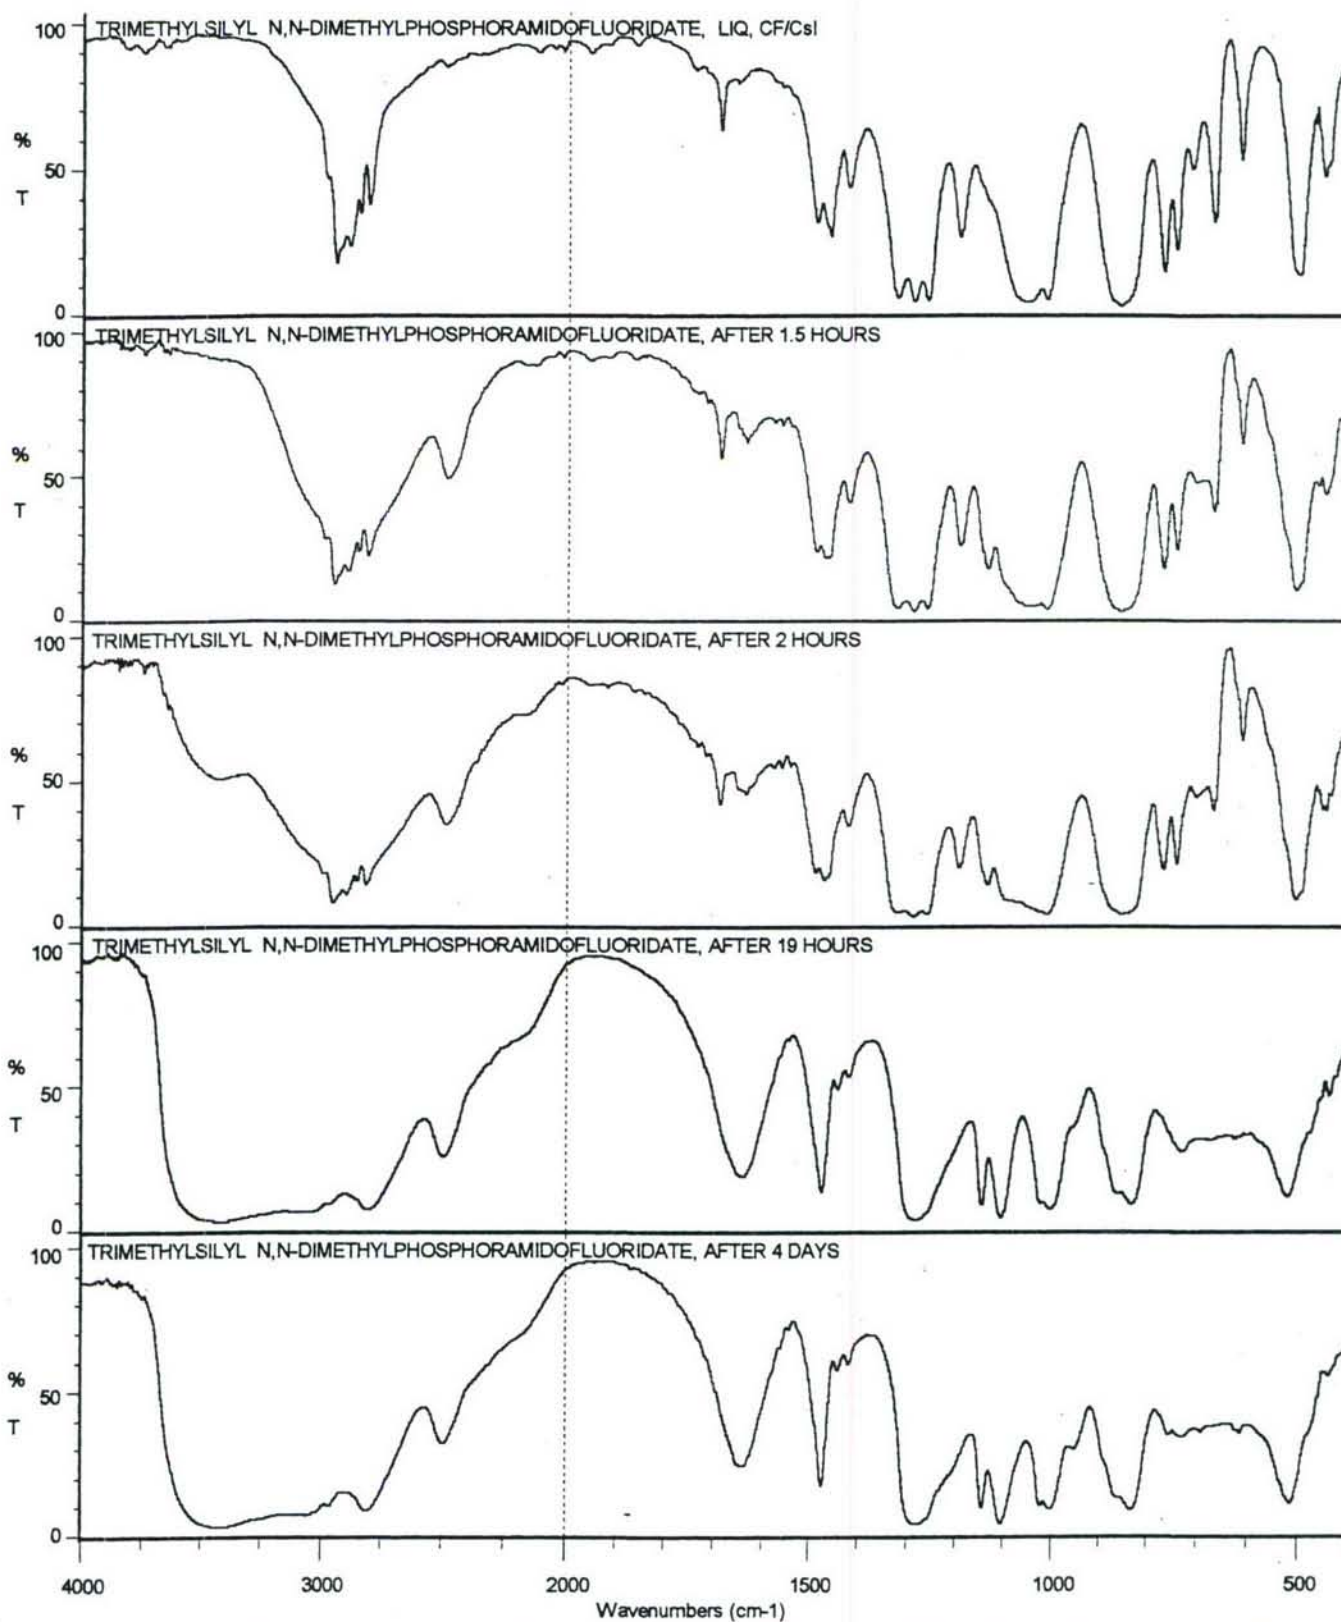 TRIMETHYLSILYL N,N-DIMETHYLPHOSPHORAMIDOFLUORIDATE, LIQ, CF/CsI
100
%
50
T
0
TRIMETHYLSILYL N,N-DIMETHYLPHOSPHORAMIDOFLUORIDATE, AFTER 1.5 HOURS
100
%
50
T
0
TRIMETHYLSILYL N,N-DIMETHYLPHOSPHORAMIDOFLUORIDATE, AFTER 2 HOURS
100
%
50
T
0
TRIMETHYLSILYL N,N-DIMETHYLPHOSPHORAMIDOFLUORIDATE, AFTER 19 HOURS
100
%
50
T
0
TRIMETHYLSILYL N,N-DIMETHYLPHOSPHORAMIDOFLUORIDATE, AFTER 4 DAYS
100
%
50
T
0
4000 3000 2000 1500 1000 500
Wavenumbers (cm-1)